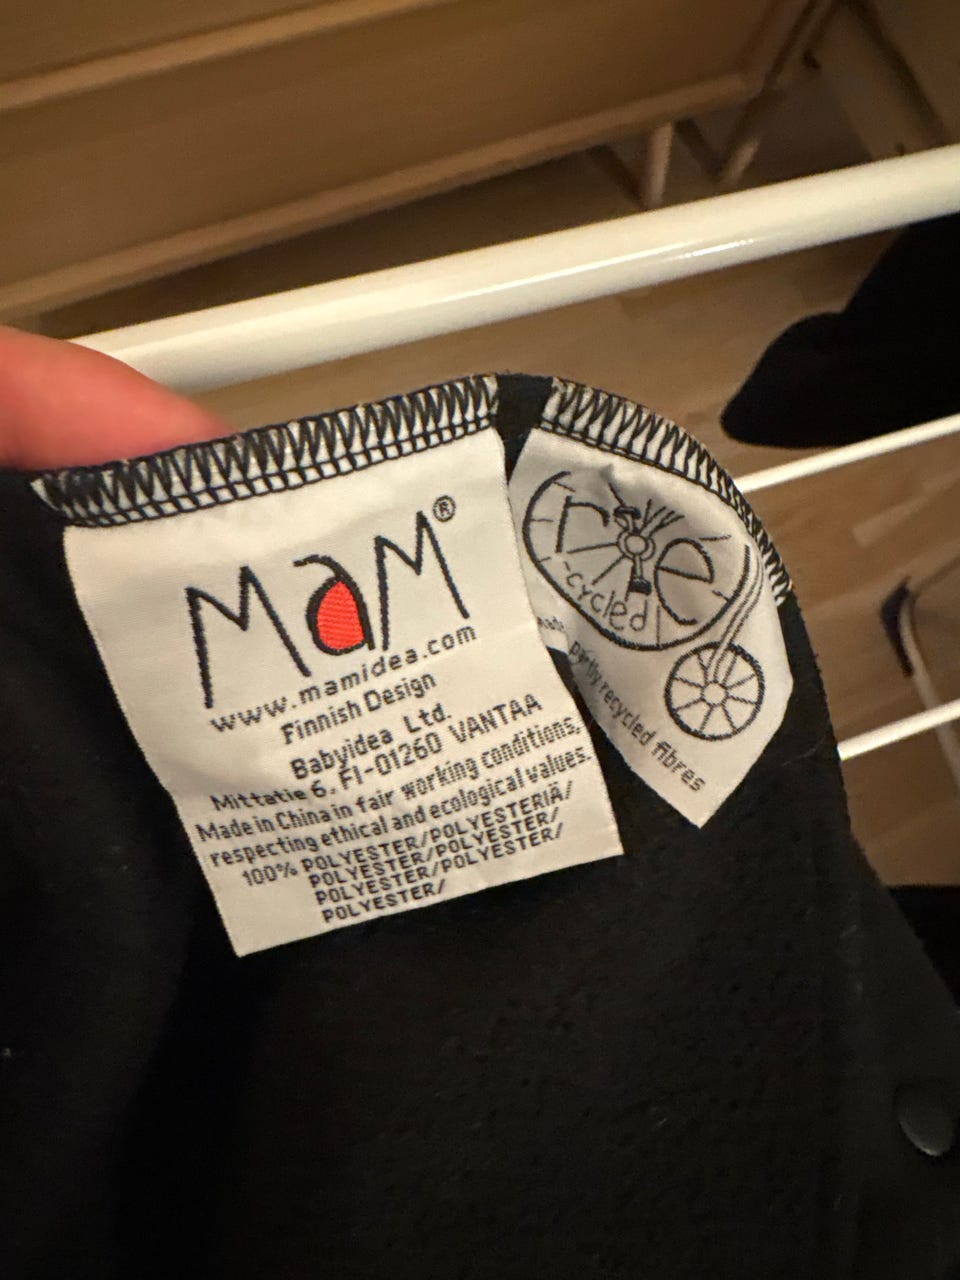 MaM®
www.mamidea.com
Finnish Design
Babyidea Ltd.
Mittatie 6, FI-01260 VANTAA
Made in China in fair working conditions,
respecting ethical and ecological values.
100% POLYESTER/POLYESTERIÄ/
POLYESTER/POLYESTER/
POLYESTER/POLYESTER/
POLYESTER/
re
-cycled
made
partly recycled fibres